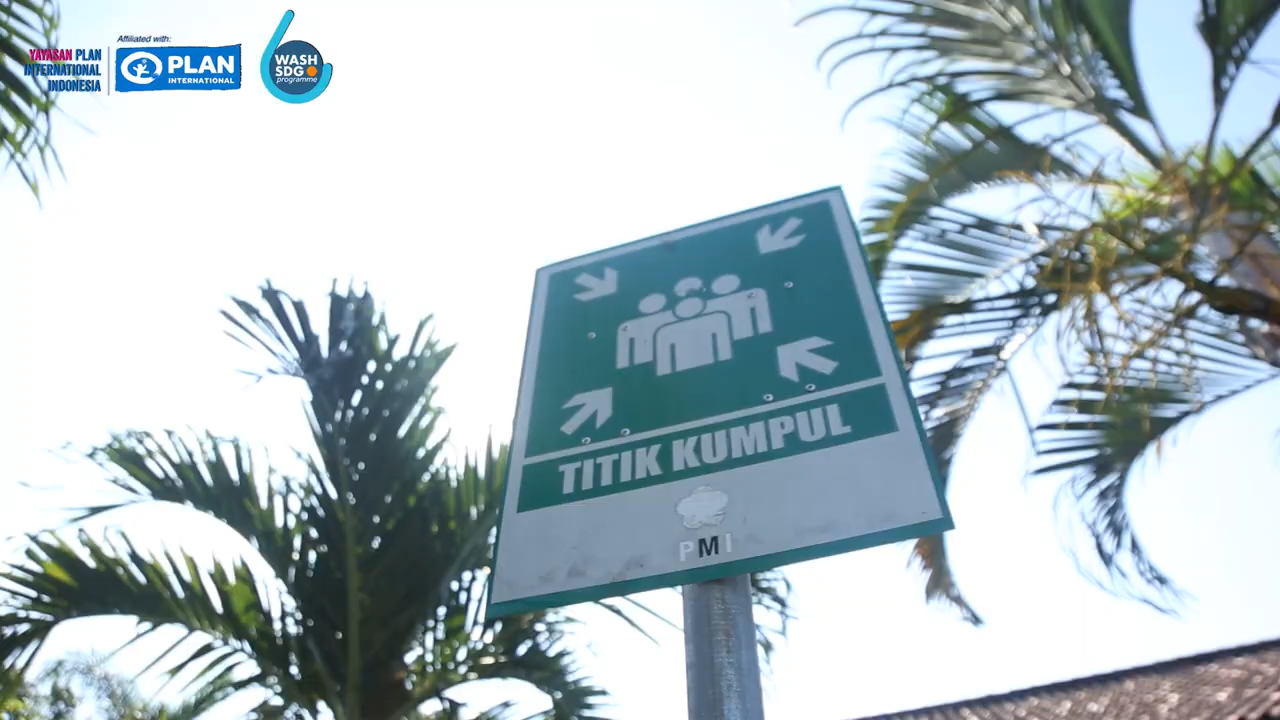 Affiliated with:
YAYASAN PLAN
INTERNATIONAL
INDONESIA
PLAN
INTERNATIONAL
WASH
SDG
programme
TITIK KUMPUL
PMI